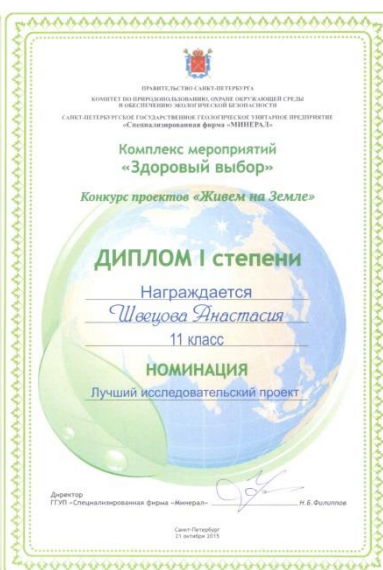 ПРАВИТЕЛЬСТВО САНКТ-ПЕТЕРБУРГА
КОМИТЕТ ПО ПРИРОДОПОЛЬЗОВАНИЮ, ОХРАНЕ ОКРУЖАЮЩЕЙ СРЕДЫ
И ОБЕСПЕЧЕНИЮ ЭКОЛОГИЧЕСКОЙ БЕЗОПАСНОСТИ
САНКТ-ПЕТЕРБУРГСКОЕ ГОСУДАРСТВЕННОЕ ГЕОЛОГИЧЕСКОЕ УНИТАРНОЕ ПРЕДПРИЯТИЕ
«Специализированная фирма «МИНЕРАЛ»
Комплекс мероприятий
«Здоровый выбор»
Конкурс проектов «Живем на Земле»
ДИПЛОМ I степени
Награждается
Швецова Анастасия
11 класс
НОМИНАЦИЯ
Лучший исследовательский проект
Директор
ГГУП «Специализированная фирма «Минерал» Н.Б.Филиппов
Санкт-Петербург
21 октября 2015